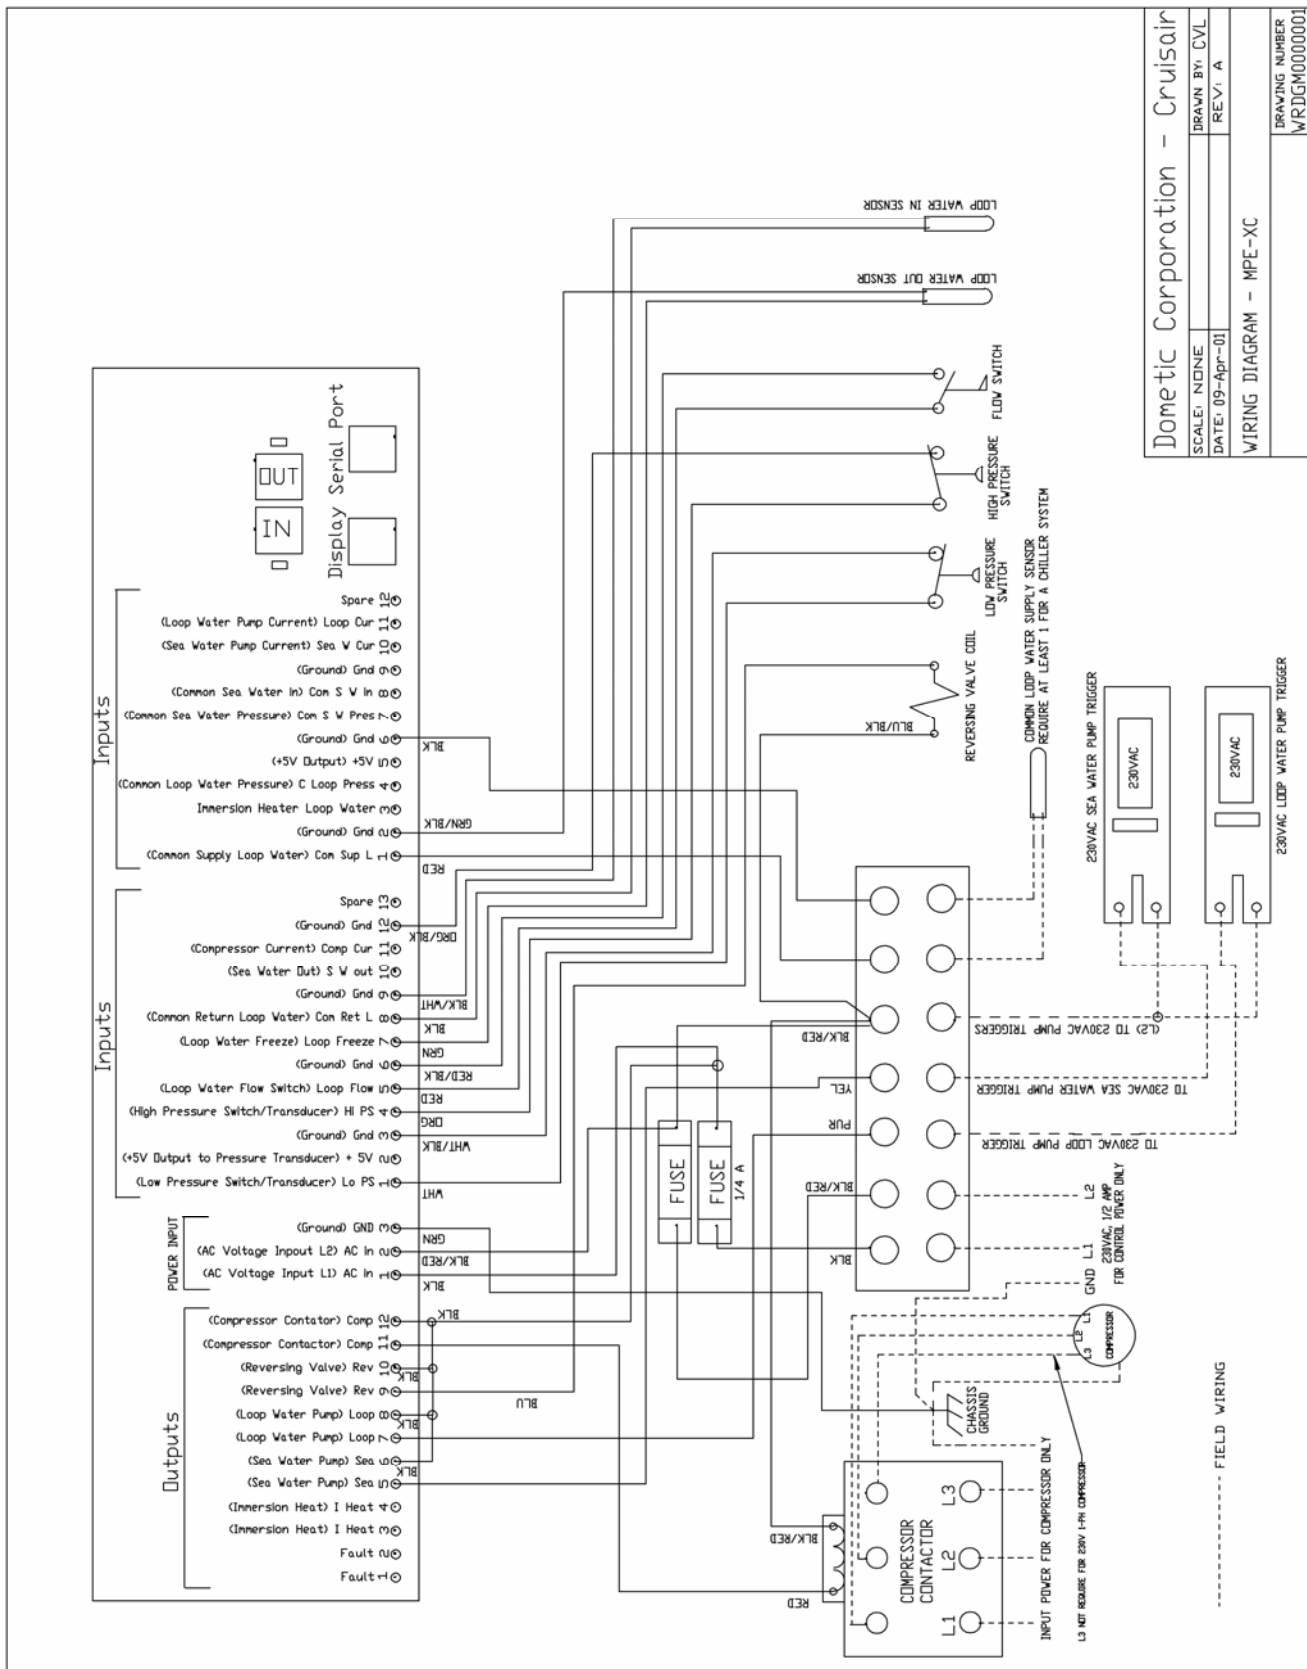 Dometic Corporation - Cruisair
SCALE: NONE
DRAWN BY: CVL
DATE: 09-Apr-01
REV: A
WIRING DIAGRAM - MPE-XC
DRAWING NUMBER
WRDGM0000001
OUT
IN
Display Serial Port
Inputs
Spare 12
(Loop Water Pump Current) Loop Cur 11
(Sea Water Pump Current) Sea W Cur 10
(Ground) Gnd 9
(Common Sea Water In) Com S W In 8
(Common Sea Water Pressure) Com S W Pres 7
(Ground) Gnd 6
(+5V Output) +5V 5
(Common Loop Water Pressure) C Loop Press 4
Immersion Heater Loop Water 3
(Ground) Gnd 2
(Common Supply Loop Water) Com Sup L 1
BLK
GRN/BLK
RED
Inputs
Spare 13
(Ground) Gnd 12
(Compressor Current) Comp Cur 11
(Sea Water Out) S W out 10
(Ground) Gnd 9
(Common Return Loop Water) Com Ret L 8
(Loop Water Freeze) Loop Freeze 7
(Ground) Gnd 6
(Loop Water Flow Switch) Loop Flow 5
(High Pressure Switch/Transducer) HI PS 4
(Ground) Gnd 3
(+5V Output to Pressure Transducer) + 5V 2
(Low Pressure Switch/Transducer) Lo PS 1
ORG/BLK
BLK/WHT
BLK
GRN
RED/BLK
RED
ORG
WHT/BLK
WHT
POWER INPUT
(Ground) GND 3
(AC Voltage Inpout L2) AC In 2
(AC Voltage Input L1) AC In 1
GRN
BLK/RED
BLK
Outputs
(Compressor Contator) Comp 12
(Compressor Contactor) Comp 11
(Reversing Valve) Rev 10
(Reversing Valve) Rev 9
(Loop Water Pump) Loop 8
(Loop Water Pump) Loop 7
(Sea Water Pump) Sea 6
(Sea Water Pump) Sea 5
(Immersion Heat) I Heat 4
(Immersion Heat) I Heat 3
Fault 2
Fault 1
BLK
BLK
BLK
BLK
BLU
LOOP WATER IN SENSOR
LOOP WATER OUT SENSOR
FLOW SWITCH
HIGH PRESSURE
SWITCH
LOW PRESSURE
SWITCH
REVERSING VALVE COIL
BLU/BLK
COMMON LOOP WATER SUPPLY SENSOR
REQUIRE AT LEAST 1 FOR A CHILLER SYSTEM
230VAC SEA WATER PUMP TRIGGER
230VAC
230VAC LOOP WATER PUMP TRIGGER
230VAC
BLK/RED
YEL
PUR
BLK/RED
BLK
(L2) TO 230VAC PUMP TRIGGERS
TO 230VAC SEA WATER PUMP TRIGGER
TO 230VAC LOOP PUMP TRIGGER
FUSE
FUSE
1/4 A
L2
L1
230VAC, 1/2 AMP
FOR CONTROL POWER ONLY
GND
L1
L2
L3
COMPRESSOR
CHASSIS
GROUND
BLK/RED
RED
COMPRESSOR
CONTACTOR
L3
L2
L1
INPUT POWER FOR COMPRESSOR ONLY
L3 NOT REQUIRE FOR 230V 1-PH COMPRESSOR
FIELD WIRING